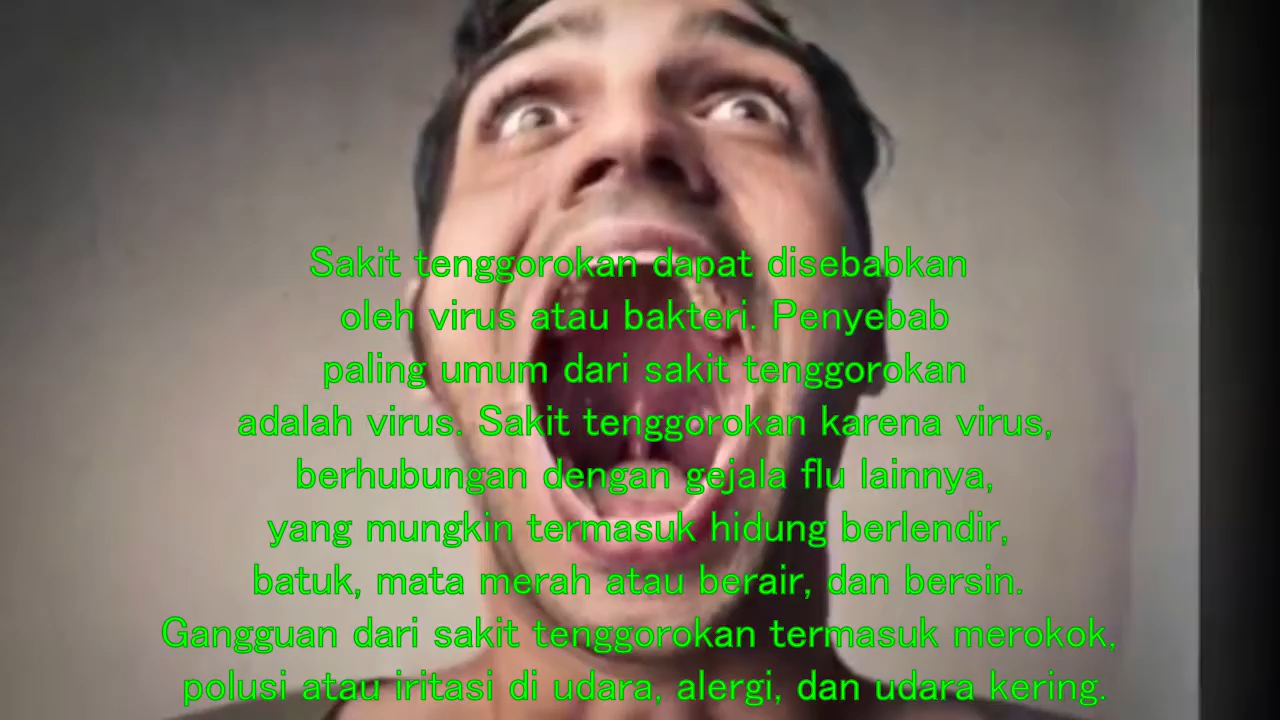 Sakit tenggorokan dapat disebabkan
oleh virus atau bakteri. Penyebab
paling umum dari sakit tenggorokan
adalah virus. Sakit tenggorokan karena virus,
berhubungan dengan gejala flu lainnya,
yang mungkin termasuk hidung berlendir,
batuk, mata merah atau berair, dan bersin.
Gangguan dari sakit tenggorokan termasuk merokok,
polusi atau iritasi di udara, alergi, dan udara kering.